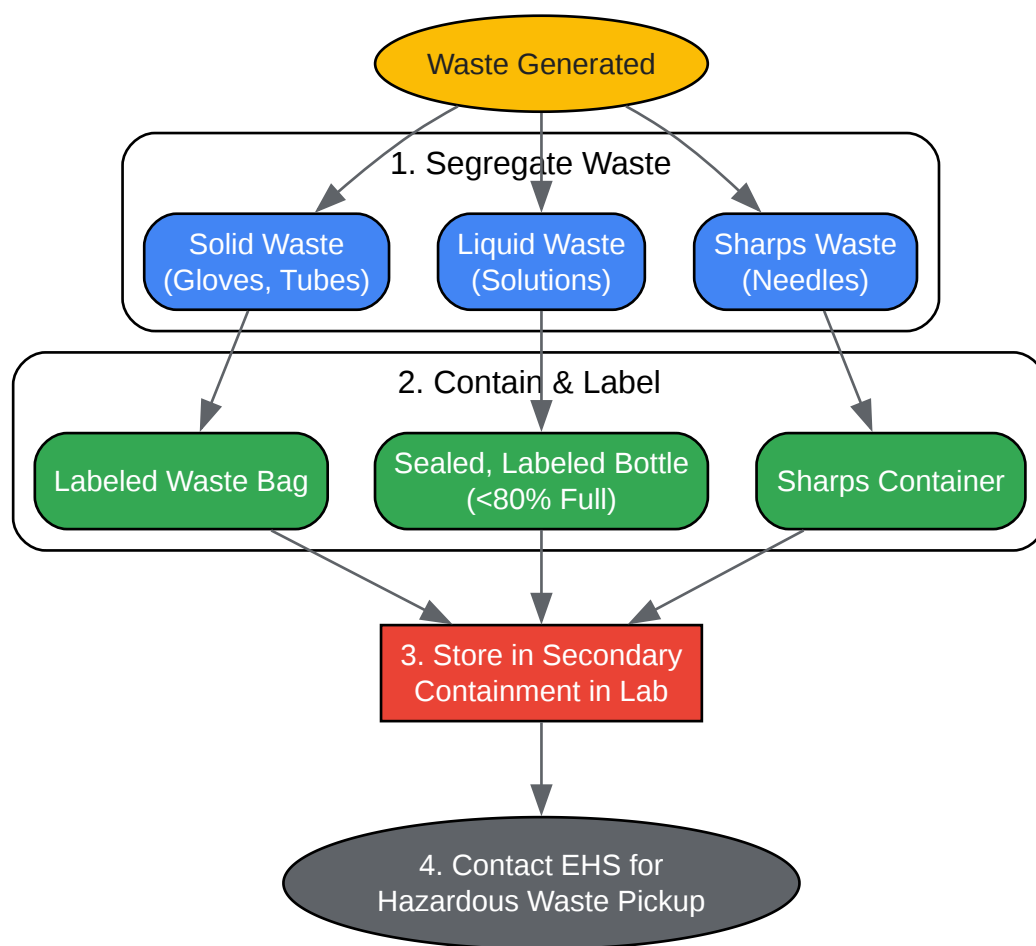 Waste Generated
1. Segregate Waste
Solid Waste
(Gloves, Tubes)
Liquid Waste
(Solutions)
Sharps Waste
(Needles)
2. Contain & Label
Labeled Waste Bag
Sealed, Labeled Bottle
(<80% Full)
Sharps Container
3. Store in Secondary
Containment in Lab
4. Contact EHS for
Hazardous Waste Pickup